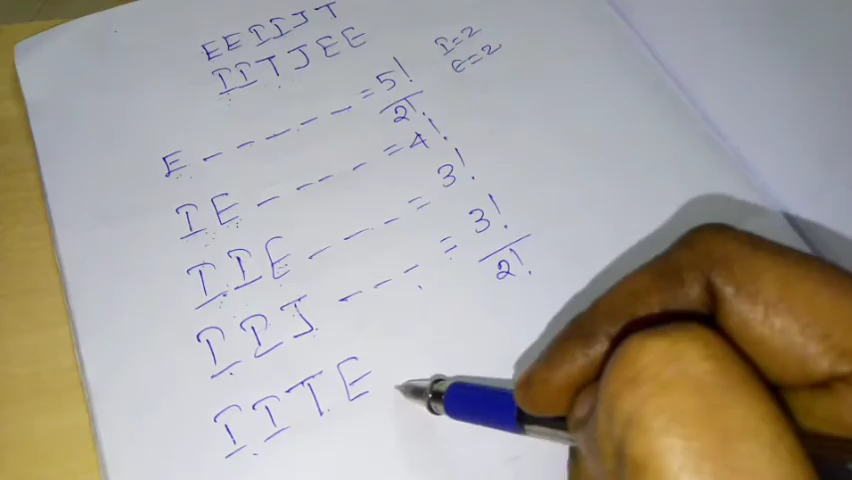 EEIIJT
IITJEE
I=2
E=2
E _ _ _ _ _ = 5!/2!
IE _ _ _ _ = 4!
IIE _ _ _ = 3!
IIJ _ _ _ = 3!/2!
IITE